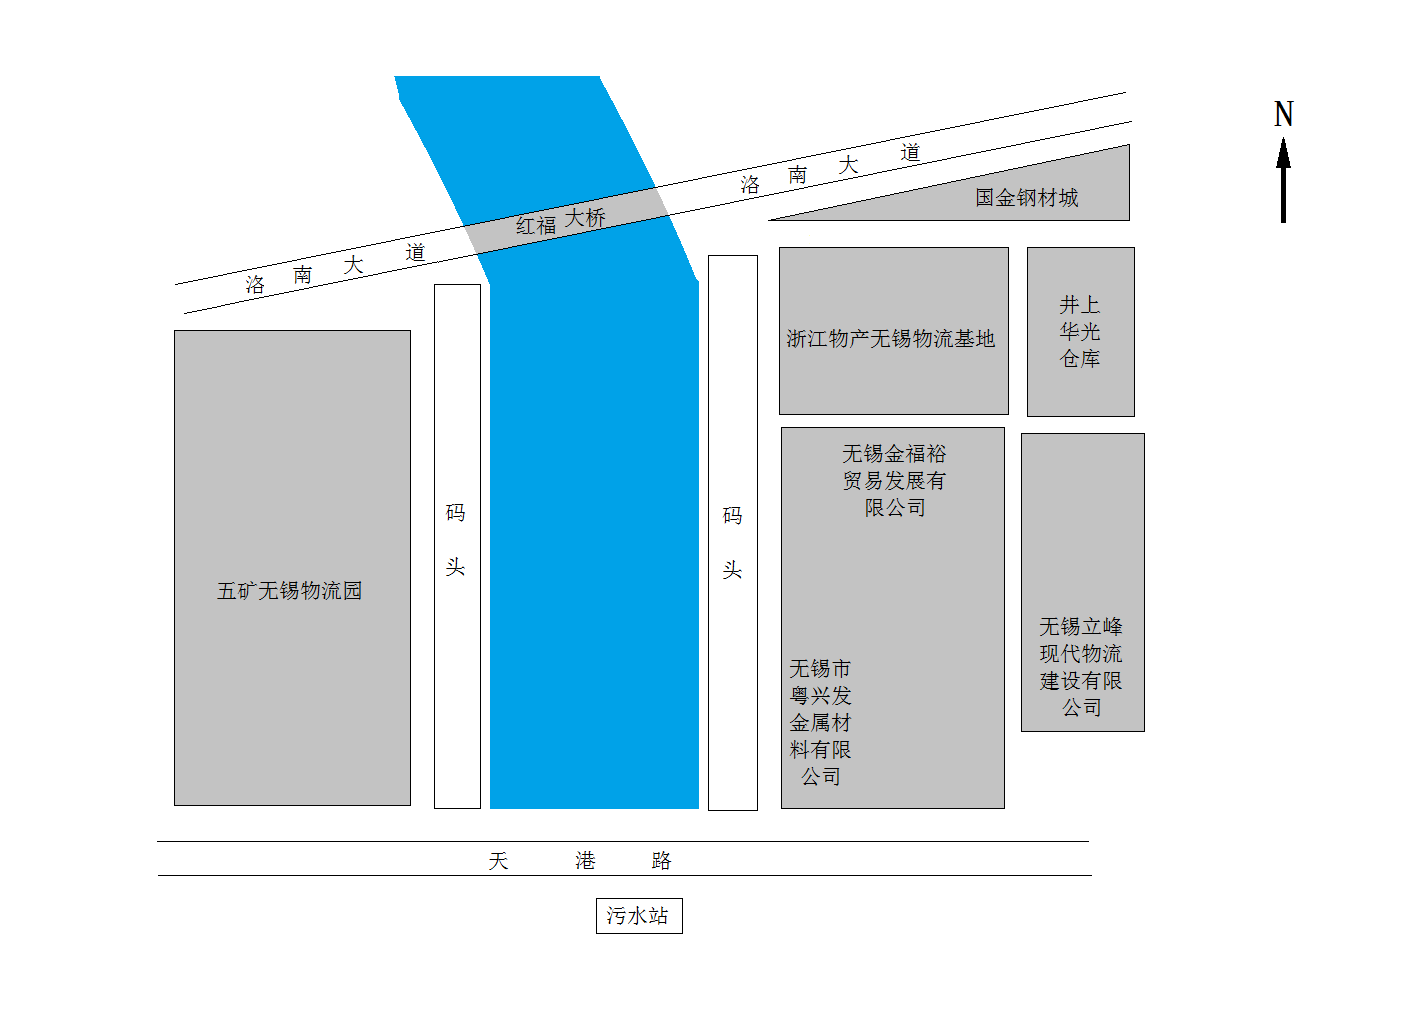 N
洛南大道
国金钢材城
红福大桥
洛南大道
浙江物产无锡物流基地
井上
华光
仓库
无锡金福裕
贸易发展有
限公司
码
头
码
头
五矿无锡物流园
无锡立峰
现代物流
建设有限
公司
无锡市
粤兴发
金属材
料有限
公司
天港路
污水站